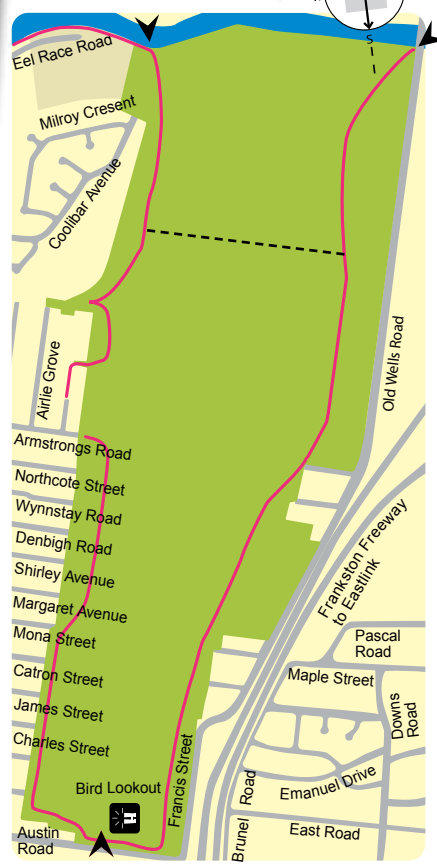 S
Eel Race Road
Milroy Cresent
Coolibar Avenue
Old Wells Road
Airlie Grove
Armstrongs Road
Northcote Street
Wynnstay Road
Denbigh Road
Shirley Avenue
Margaret Avenue
Mona Street
Catron Street
James Street
Charles Street
Frankston Freeway
to Eastlink
Pascal
Road
Maple Street
Downs
Road
Emanuel Drive
East Road
Brunel Road
Francis Street
Bird Lookout
Austin
Road